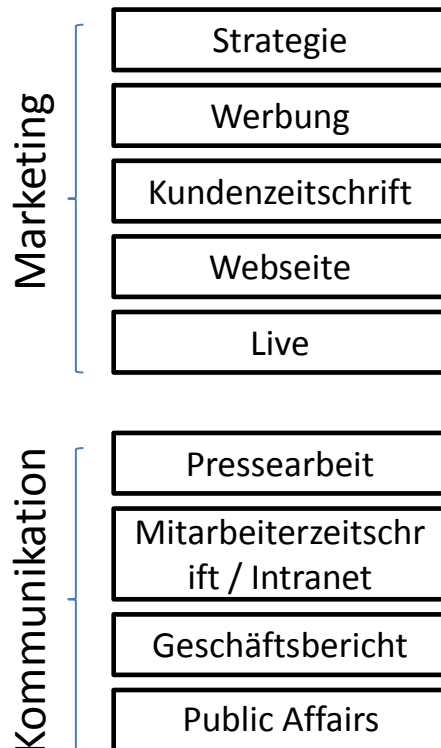 Marketing
Strategie
Werbung
Kundenzeitschrift
Webseite
Live
Kommunikation
Pressearbeit
Mitarbeiterzeitschr
ift / Intranet
Geschäftsbericht
Public Affairs